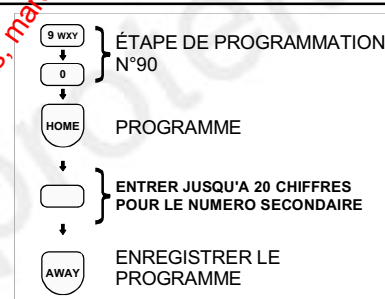 9 WXY
ÉTAPE DE PROGRAMMATION
N°90
0
HOME
PROGRAMME
ENTRER JUSQU'A 20 CHIFFRES
POUR LE NUMERO SECONDAIRE
AWAY
ENREGISTRER LE
PROGRAMME